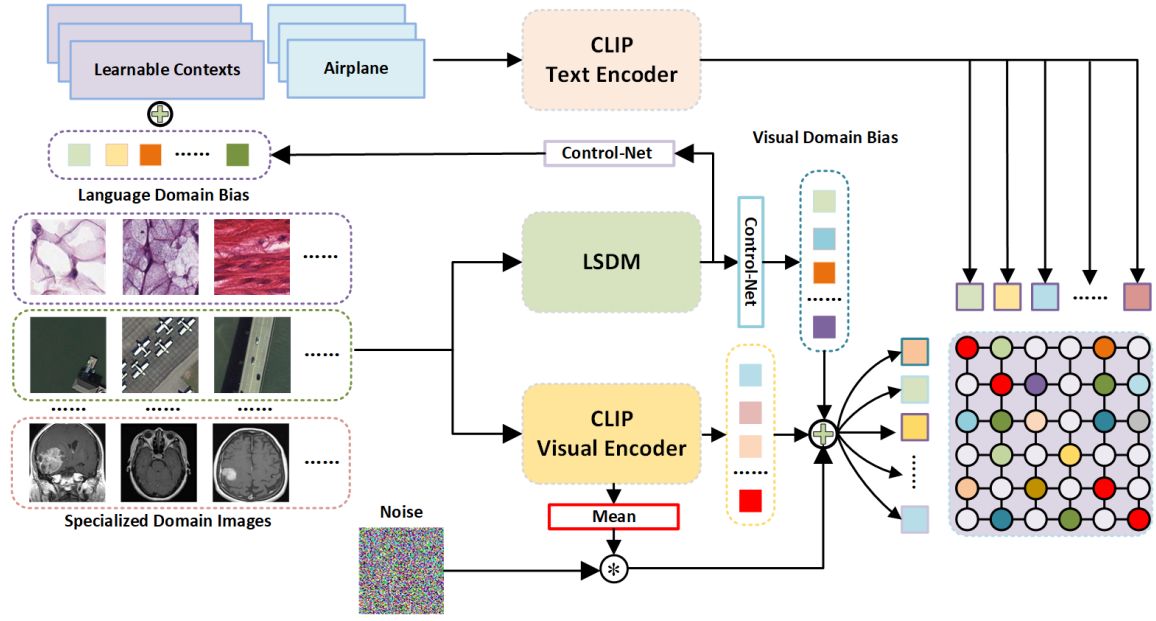 CLIP
Text Encoder
Learnable Contexts
Airplane
Visual Domain Bias
Control-Net
......
Language Domain Bias
LSDM
Control-Net
......
......
......
...... ...... ......
CLIP
Visual Encoder
......
......
......
......
Mean
Specialized Domain Images
Noise
*